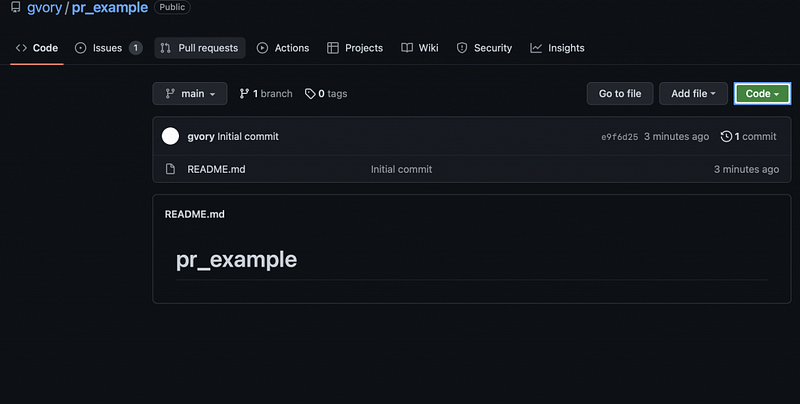 gvory / pr_example Public
Code Issues 1 Pull requests Actions Projects Wiki Security Insights
main 1 branch 0 tags Go to file Add file Code
gvory Initial commit e9f6d25 3 minutes ago 1 commit
README.md Initial commit 3 minutes ago
README.md
pr_example